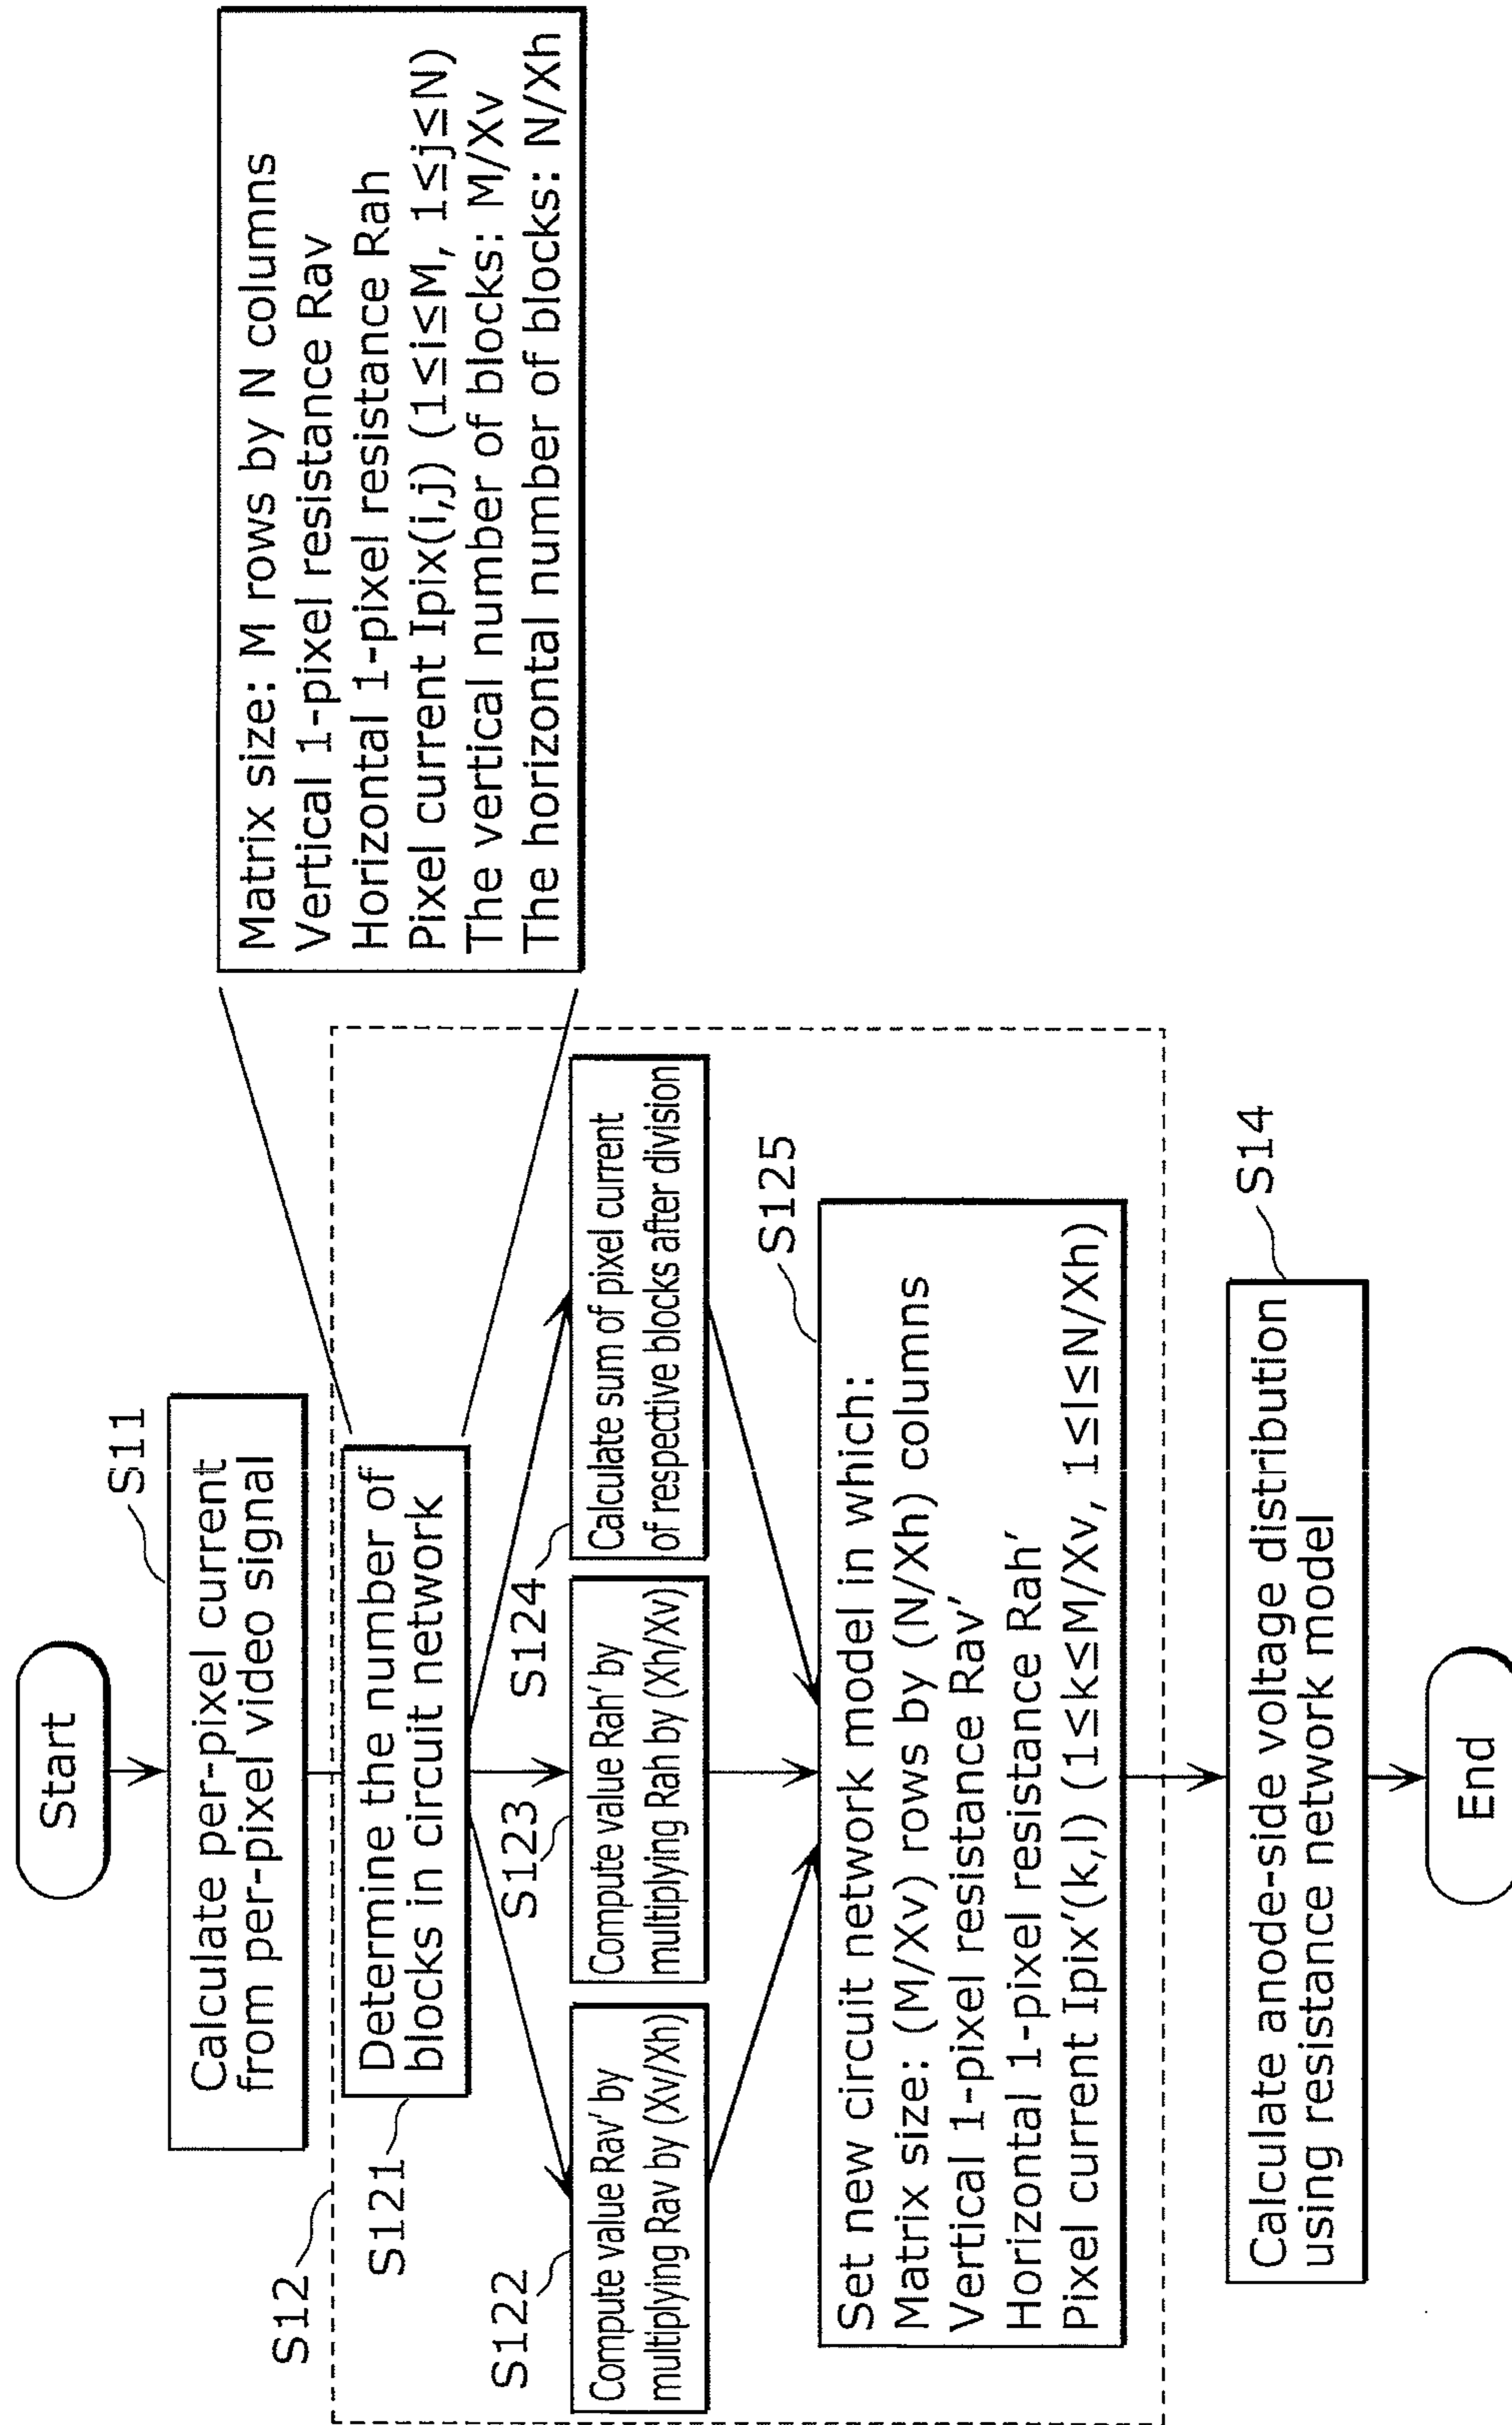 Start
S11
Calculate per-pixel current
from per-pixel video signal
S12
S121
Determine the number of
blocks in circuit network
Matrix size: M rows by N columns
Vertical 1-pixel resistance Rav
Horizontal 1-pixel resistance Rah
Pixel current Ipix(i,j) (1≤i≤M, 1≤j≤N)
The vertical number of blocks: M/Xv
The horizontal number of blocks: N/Xh
S122
Compute value Rav' by
multiplying Rav by (Xv/Xh)
S123
Compute value Rah' by
multiplying Rah by (Xh/Xv)
S124
Calculate sum of pixel current
of respective blocks after division
S125
Set new circuit network model in which:
Matrix size: (M/Xv) rows by (N/Xh) columns
Vertical 1-pixel resistance Rav'
Horizontal 1-pixel resistance Rah'
Pixel current Ipix'(k,l) (1≤k≤M/Xv, 1≤l≤N/Xh)
S14
Calculate anode-side voltage distribution
using resistance network model
End